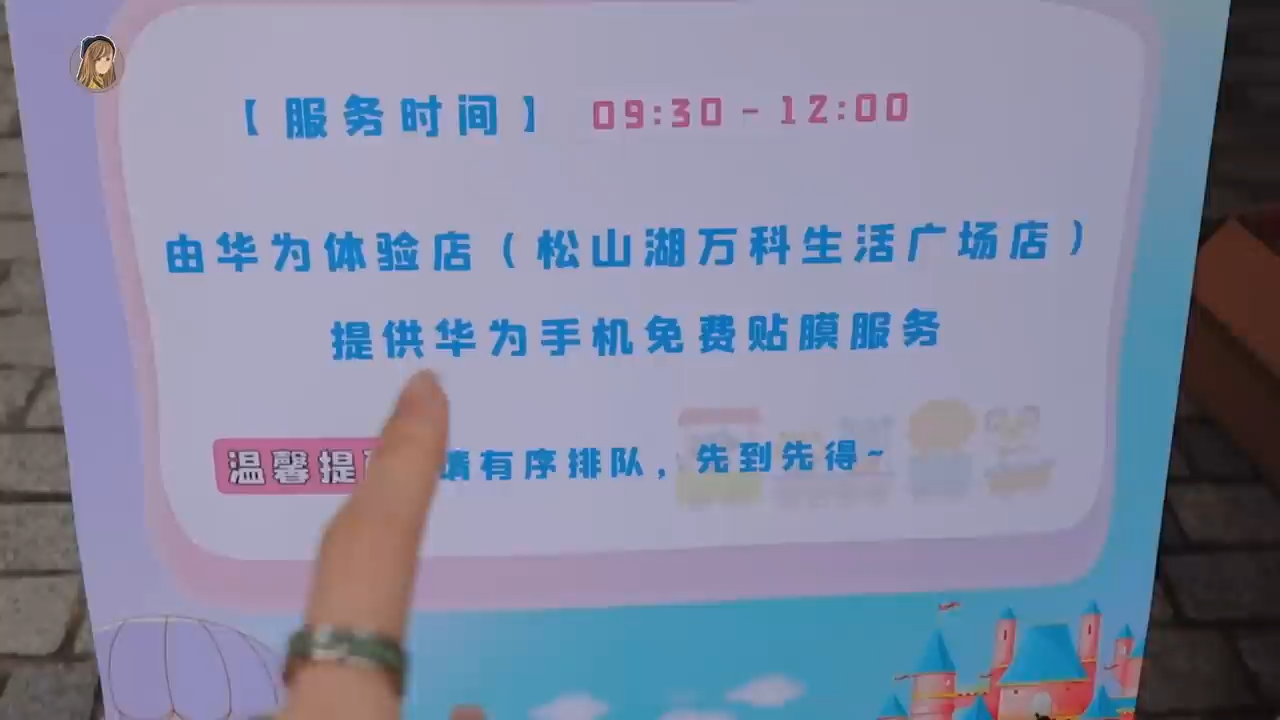 【服务时间】 09:30-12:00
由华为体验店（松山湖万科生活广场店）
提供华为手机免费贴膜服务
温馨提 请有序排队，先到先得~